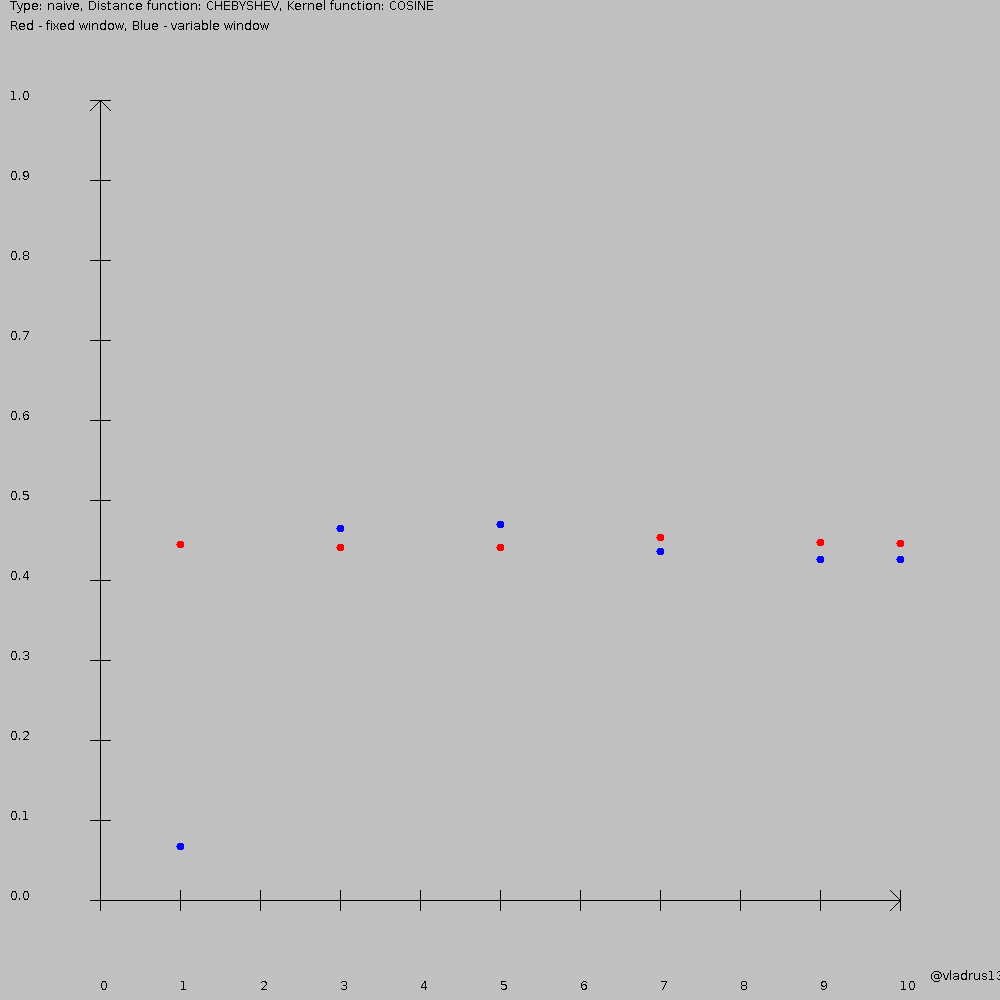 Type: naive, Distance function: CHEBYSHEV, Kernel function: COSINE
Red - fixed window, Blue - variable window
1.0
0.9
0.8
0.7
0.6
0.5
0.4
0.3
0.2
0.1
0.0
0 1 2 3 4 5 6 7 8 9 10
@vladrus13